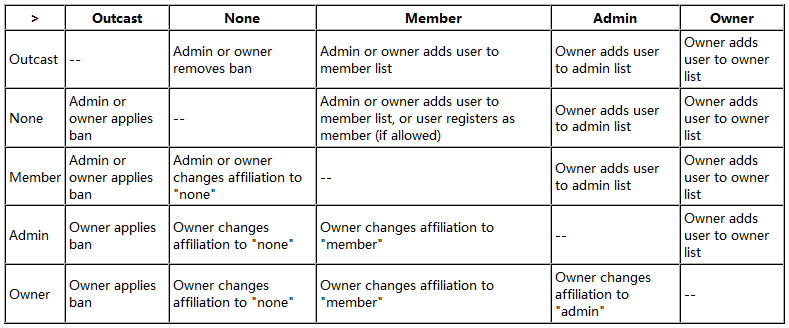 > Outcast None Member Admin Owner
Outcast -- Admin or owner removes ban Admin or owner adds user to member list Owner adds user to admin list Owner adds user to owner list
None Admin or owner applies ban -- Admin or owner adds user to member list, or user registers as member (if allowed) Owner adds user to admin list Owner adds user to owner list
Member Admin or owner applies ban Admin or owner changes affiliation to "none" -- Owner adds user to admin list Owner adds user to owner list
Admin Owner applies ban Owner changes affiliation to "none" Owner changes affiliation to "member" -- Owner adds user to owner list
Owner Owner applies ban Owner changes affiliation to "none" Owner changes affiliation to "member" Owner changes affiliation to "admin" --